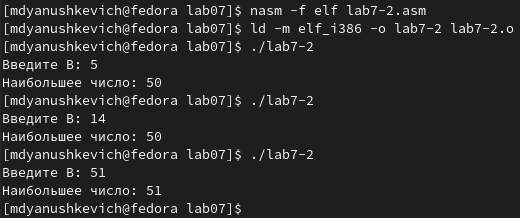 [mdyanushkevich@fedora lab07]$ nasm -f elf lab7-2.asm
[mdyanushkevich@fedora lab07]$ ld -m elf_i386 -o lab7-2 lab7-2.o
[mdyanushkevich@fedora lab07]$ ./lab7-2
Введите B: 5
Наибольшее число: 50
[mdyanushkevich@fedora lab07]$ ./lab7-2
Введите B: 14
Наибольшее число: 50
[mdyanushkevich@fedora lab07]$ ./lab7-2
Введите B: 51
Наибольшее число: 51
[mdyanushkevich@fedora lab07]$